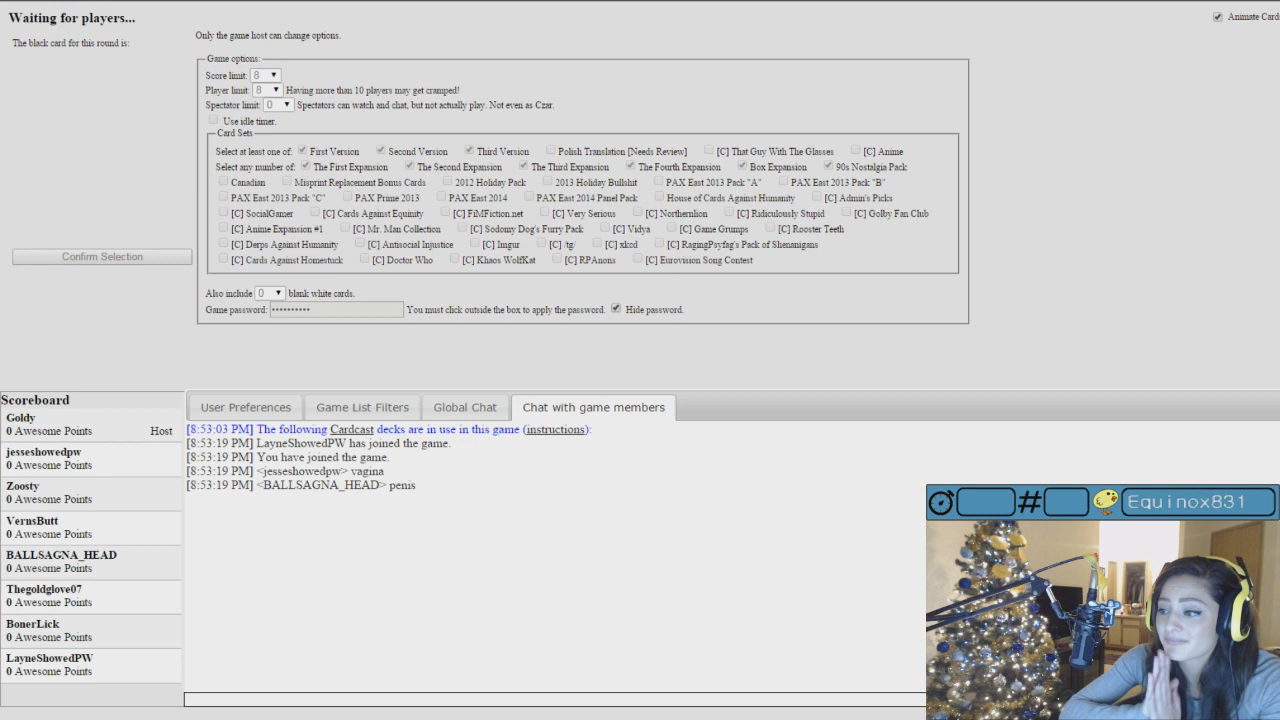 Waiting for players...
Animate Card
The black card for this round is:
Only the game host can change options.
Game options:
Score limit: 8
Player limit: 8 Having more than 10 players may get cramped!
Spectator limit: 0 Spectators can watch and chat, but not actually play. Not even as Czar.
Use idle timer.
Card Sets
Select at least one of: First Version Second Version Third Version Polish Translation [Needs Review] [C] That Guy With The Glasses [C] Anime
Select any number of: The First Expansion The Second Expansion The Third Expansion The Fourth Expansion Box Expansion 90s Nostalgia Pack
Canadian Misprint Replacement Bonus Cards 2012 Holiday Pack 2013 Holiday Bullshit PAX East 2013 Pack "A" PAX East 2013 Pack "B"
PAX East 2013 Pack "C" PAX Prime 2013 PAX East 2014 PAX East 2014 Panel Pack House of Cards Against Humanity [C] Admin's Picks
[C] SocialGamer [C] Cards Against Equinity [C] FiMFiction.net [C] Very Serious [C] Northernlion [C] Ridiculously Stupid [C] Golby Fan Club
[C] Anime Expansion #1 [C] Mr. Man Collection [C] Sodomy Dog's Furry Pack [C] Vidya [C] Game Grumps [C] Rooster Teeth
[C] Derps Against Humanity [C] Antisocial Injustice [C] Imgur [C] /tg/ [C] xkcd [C] RagingPsyfag's Pack of Shenanigans
[C] Cards Against Homestuck [C] Doctor Who [C] Khaos WolfKat [C] RPAnons [C] Eurovision Song Contest
Confirm Selection
Also include 0 blank white cards.
Game password: •••••••••• You must click outside the box to apply the password. Hide password.
Scoreboard
Goldy
0 Awesome Points Host
jesseshowedpw
0 Awesome Points
Zoosty
0 Awesome Points
VernsButt
0 Awesome Points
BALLSAGNA_HEAD
0 Awesome Points
Thegoldglove07
0 Awesome Points
BonerLick
0 Awesome Points
LayneShowedPW
0 Awesome Points
User Preferences Game List Filters Global Chat Chat with game members
[8:53:03 PM] The following Cardcast decks are in use in this game (instructions):
[8:53:19 PM] LayneShowedPW has joined the game.
[8:53:19 PM] You have joined the game.
[8:53:19 PM] <jesseshowedpw> vagina
[8:53:19 PM] <BALLSAGNA_HEAD> penis
# Equinox831